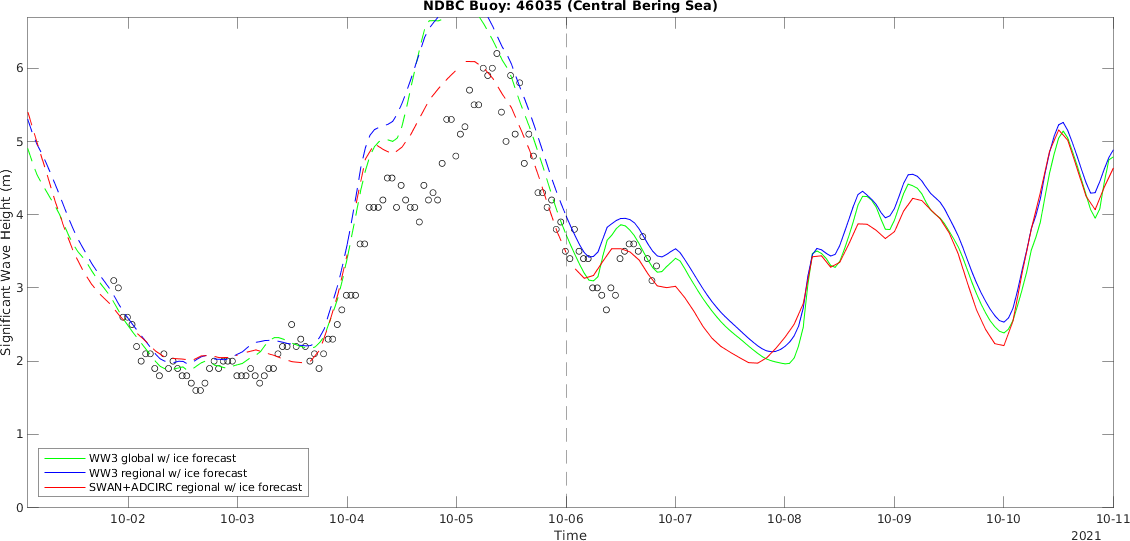 NDBC Buoy: 46035 (Central Bering Sea)
Significant Wave Height (m)
6
5
4
3
2
1
0
WW3 global w/ ice forecast
WW3 regional w/ ice forecast
SWAN+ADCIRC regional w/ ice forecast
10-02 10-03 10-04 10-05 10-06 10-07 10-08 10-09 10-10 10-11
Time
2021